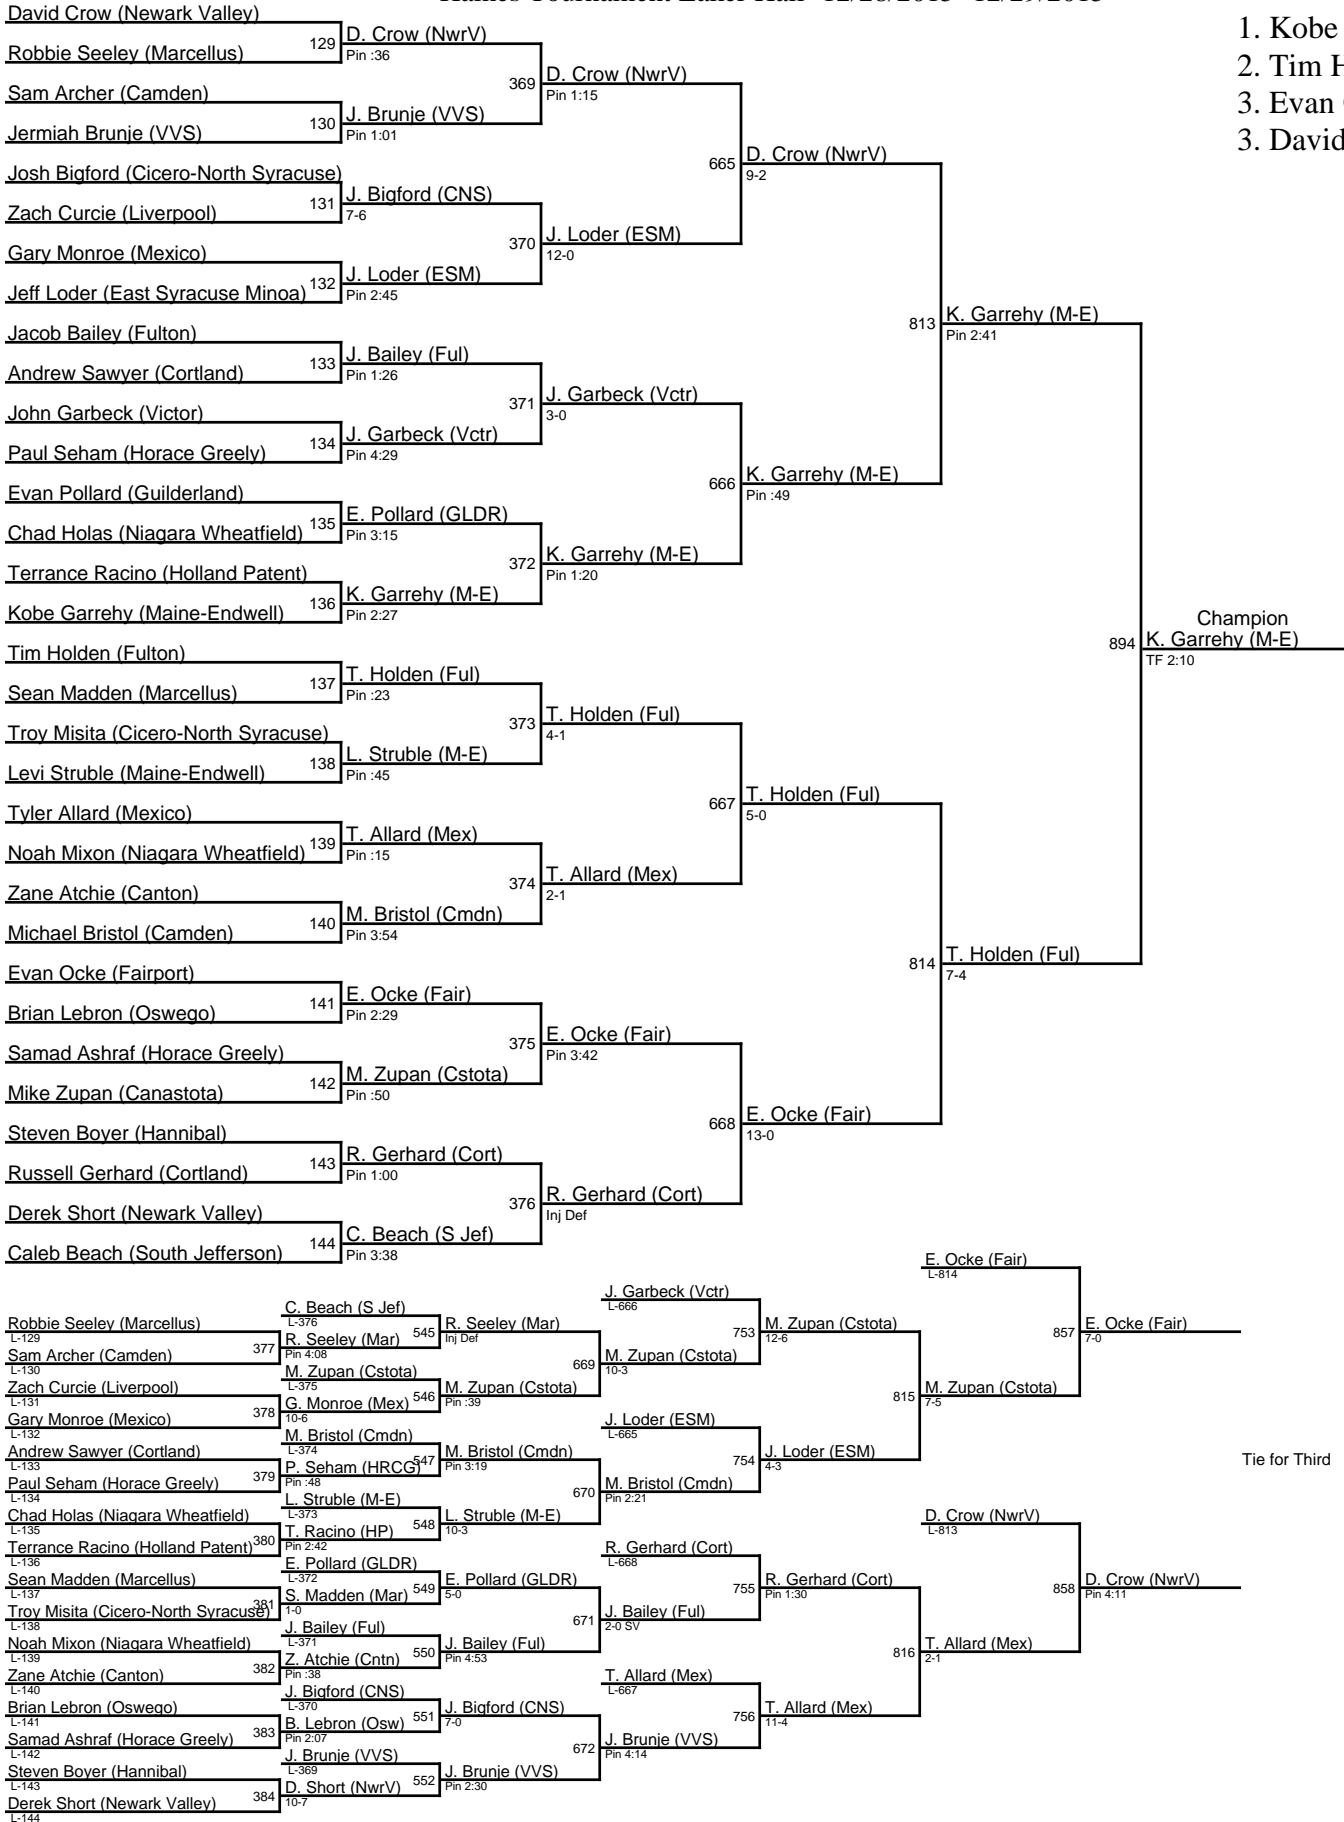 1. Kobe
2. Tim H
3. Evan
3. David
David Crow (Newark Valley)
129
Robbie Seeley (Marcellus)
Sam Archer (Camden)
130
Jermiah Brunje (VVS)
Josh Bigford (Cicero-North Syracuse)
131
Zach Curcie (Liverpool)
Gary Monroe (Mexico)
132
Jeff Loder (East Syracuse Minoa)
Jacob Bailey (Fulton)
133
Andrew Sawyer (Cortland)
John Garbeck (Victor)
134
Paul Seham (Horace Greely)
Evan Pollard (Guilderland)
135
Chad Holas (Niagara Wheatfield)
Terrance Racino (Holland Patent)
136
Kobe Garrehy (Maine-Endwell)
Tim Holden (Fulton)
137
Sean Madden (Marcellus)
Troy Misita (Cicero-North Syracuse)
138
Levi Struble (Maine-Endwell)
Tyler Allard (Mexico)
139
Noah Mixon (Niagara Wheatfield)
Zane Atchie (Canton)
140
Michael Bristol (Camden)
Evan Ocke (Fairport)
141
Brian Lebron (Oswego)
Samad Ashraf (Horace Greely)
142
Mike Zupan (Canastota)
Steven Boyer (Hannibal)
143
Russell Gerhard (Cortland)
Derek Short (Newark Valley)
144
Caleb Beach (South Jefferson)
D. Crow (NwrV)
Pin :36
369
J. Brunje (VVS)
Pin 1:01
J. Bigford (CNS)
7-6
370
J. Loder (ESM)
Pin 2:45
J. Bailey (Ful)
Pin 1:26
371
J. Garbeck (Vctr)
Pin 4:29
E. Pollard (GLDR)
Pin 3:15
372
K. Garrehy (M-E)
Pin 2:27
T. Holden (Ful)
Pin :23
373
L. Struble (M-E)
Pin :45
T. Allard (Mex)
Pin :15
374
M. Bristol (Cmdn)
Pin 3:54
E. Ocke (Fair)
Pin 2:29
375
M. Zupan (Cstota)
Pin :50
R. Gerhard (Cort)
Pin 1:00
376
C. Beach (S Jef)
Pin 3:38
D. Crow (NwrV)
Pin 1:15
665
J. Loder (ESM)
12-0
J. Garbeck (Vctr)
3-0
666
K. Garrehy (M-E)
Pin 1:20
T. Holden (Ful)
4-1
667
T. Allard (Mex)
2-1
E. Ocke (Fair)
Pin 3:42
668
R. Gerhard (Cort)
Inj Def
D. Crow (NwrV)
9-2
813
K. Garrehy (M-E)
Pin :49
T. Holden (Ful)
5-0
814
E. Ocke (Fair)
13-0
K. Garrehy (M-E)
Pin 2:41
894
T. Holden (Ful)
7-4
Champion
K. Garrehy (M-E)
TF 2:10
Robbie Seeley (Marcellus)
L-129
377
Sam Archer (Camden)
L-130
Zach Curcie (Liverpool)
L-131
378
Gary Monroe (Mexico)
L-132
Andrew Sawyer (Cortland)
L-133
379
Paul Seham (Horace Greely)
L-134
Chad Holas (Niagara Wheatfield)
L-135
380
Terrance Racino (Holland Patent)
L-136
Sean Madden (Marcellus)
L-137
381
Troy Misita (Cicero-North Syracuse)
L-138
Noah Mixon (Niagara Wheatfield)
L-139
382
Zane Atchie (Canton)
L-140
Brian Lebron (Oswego)
L-141
383
Samad Ashraf (Horace Greely)
L-142
Steven Boyer (Hannibal)
L-143
384
Derek Short (Newark Valley)
L-144
C. Beach (S Jef)
L-376
545
R. Seeley (Mar)
Pin 4:08
M. Zupan (Cstota)
L-375
546
G. Monroe (Mex)
10-6
M. Bristol (Cmdn)
L-374
547
P. Seham (HRCG)
Pin :48
L. Struble (M-E)
L-373
548
T. Racino (HP)
Pin 2:42
E. Pollard (GLDR)
L-372
549
S. Madden (Mar)
1-0
J. Bailey (Ful)
L-371
550
Z. Atchie (Cntn)
Pin :38
J. Bigford (CNS)
L-370
551
B. Lebron (Osw)
Pin 2:07
J. Brunje (VVS)
L-369
552
D. Short (NwrV)
10-7
R. Seeley (Mar)
Inj Def
669
M. Zupan (Cstota)
Pin :39
M. Bristol (Cmdn)
Pin 3:19
670
L. Struble (M-E)
10-3
E. Pollard (GLDR)
5-0
671
J. Bailey (Ful)
Pin 4:53
J. Bigford (CNS)
7-0
672
J. Brunje (VVS)
Pin 2:30
J. Garbeck (Vctr)
L-666
753
M. Zupan (Cstota)
10-3
J. Loder (ESM)
L-665
754
M. Bristol (Cmdn)
Pin 2:21
R. Gerhard (Cort)
L-668
755
J. Bailey (Ful)
2-0 SV
T. Allard (Mex)
L-667
756
J. Brunje (VVS)
Pin 4:14
M. Zupan (Cstota)
12-6
815
J. Loder (ESM)
4-3
R. Gerhard (Cort)
Pin 1:30
816
T. Allard (Mex)
11-4
E. Ocke (Fair)
L-814
857
M. Zupan (Cstota)
7-5
D. Crow (NwrV)
L-813
858
T. Allard (Mex)
2-1
E. Ocke (Fair)
7-0
Tie for Third
D. Crow (NwrV)
Pin 4:11